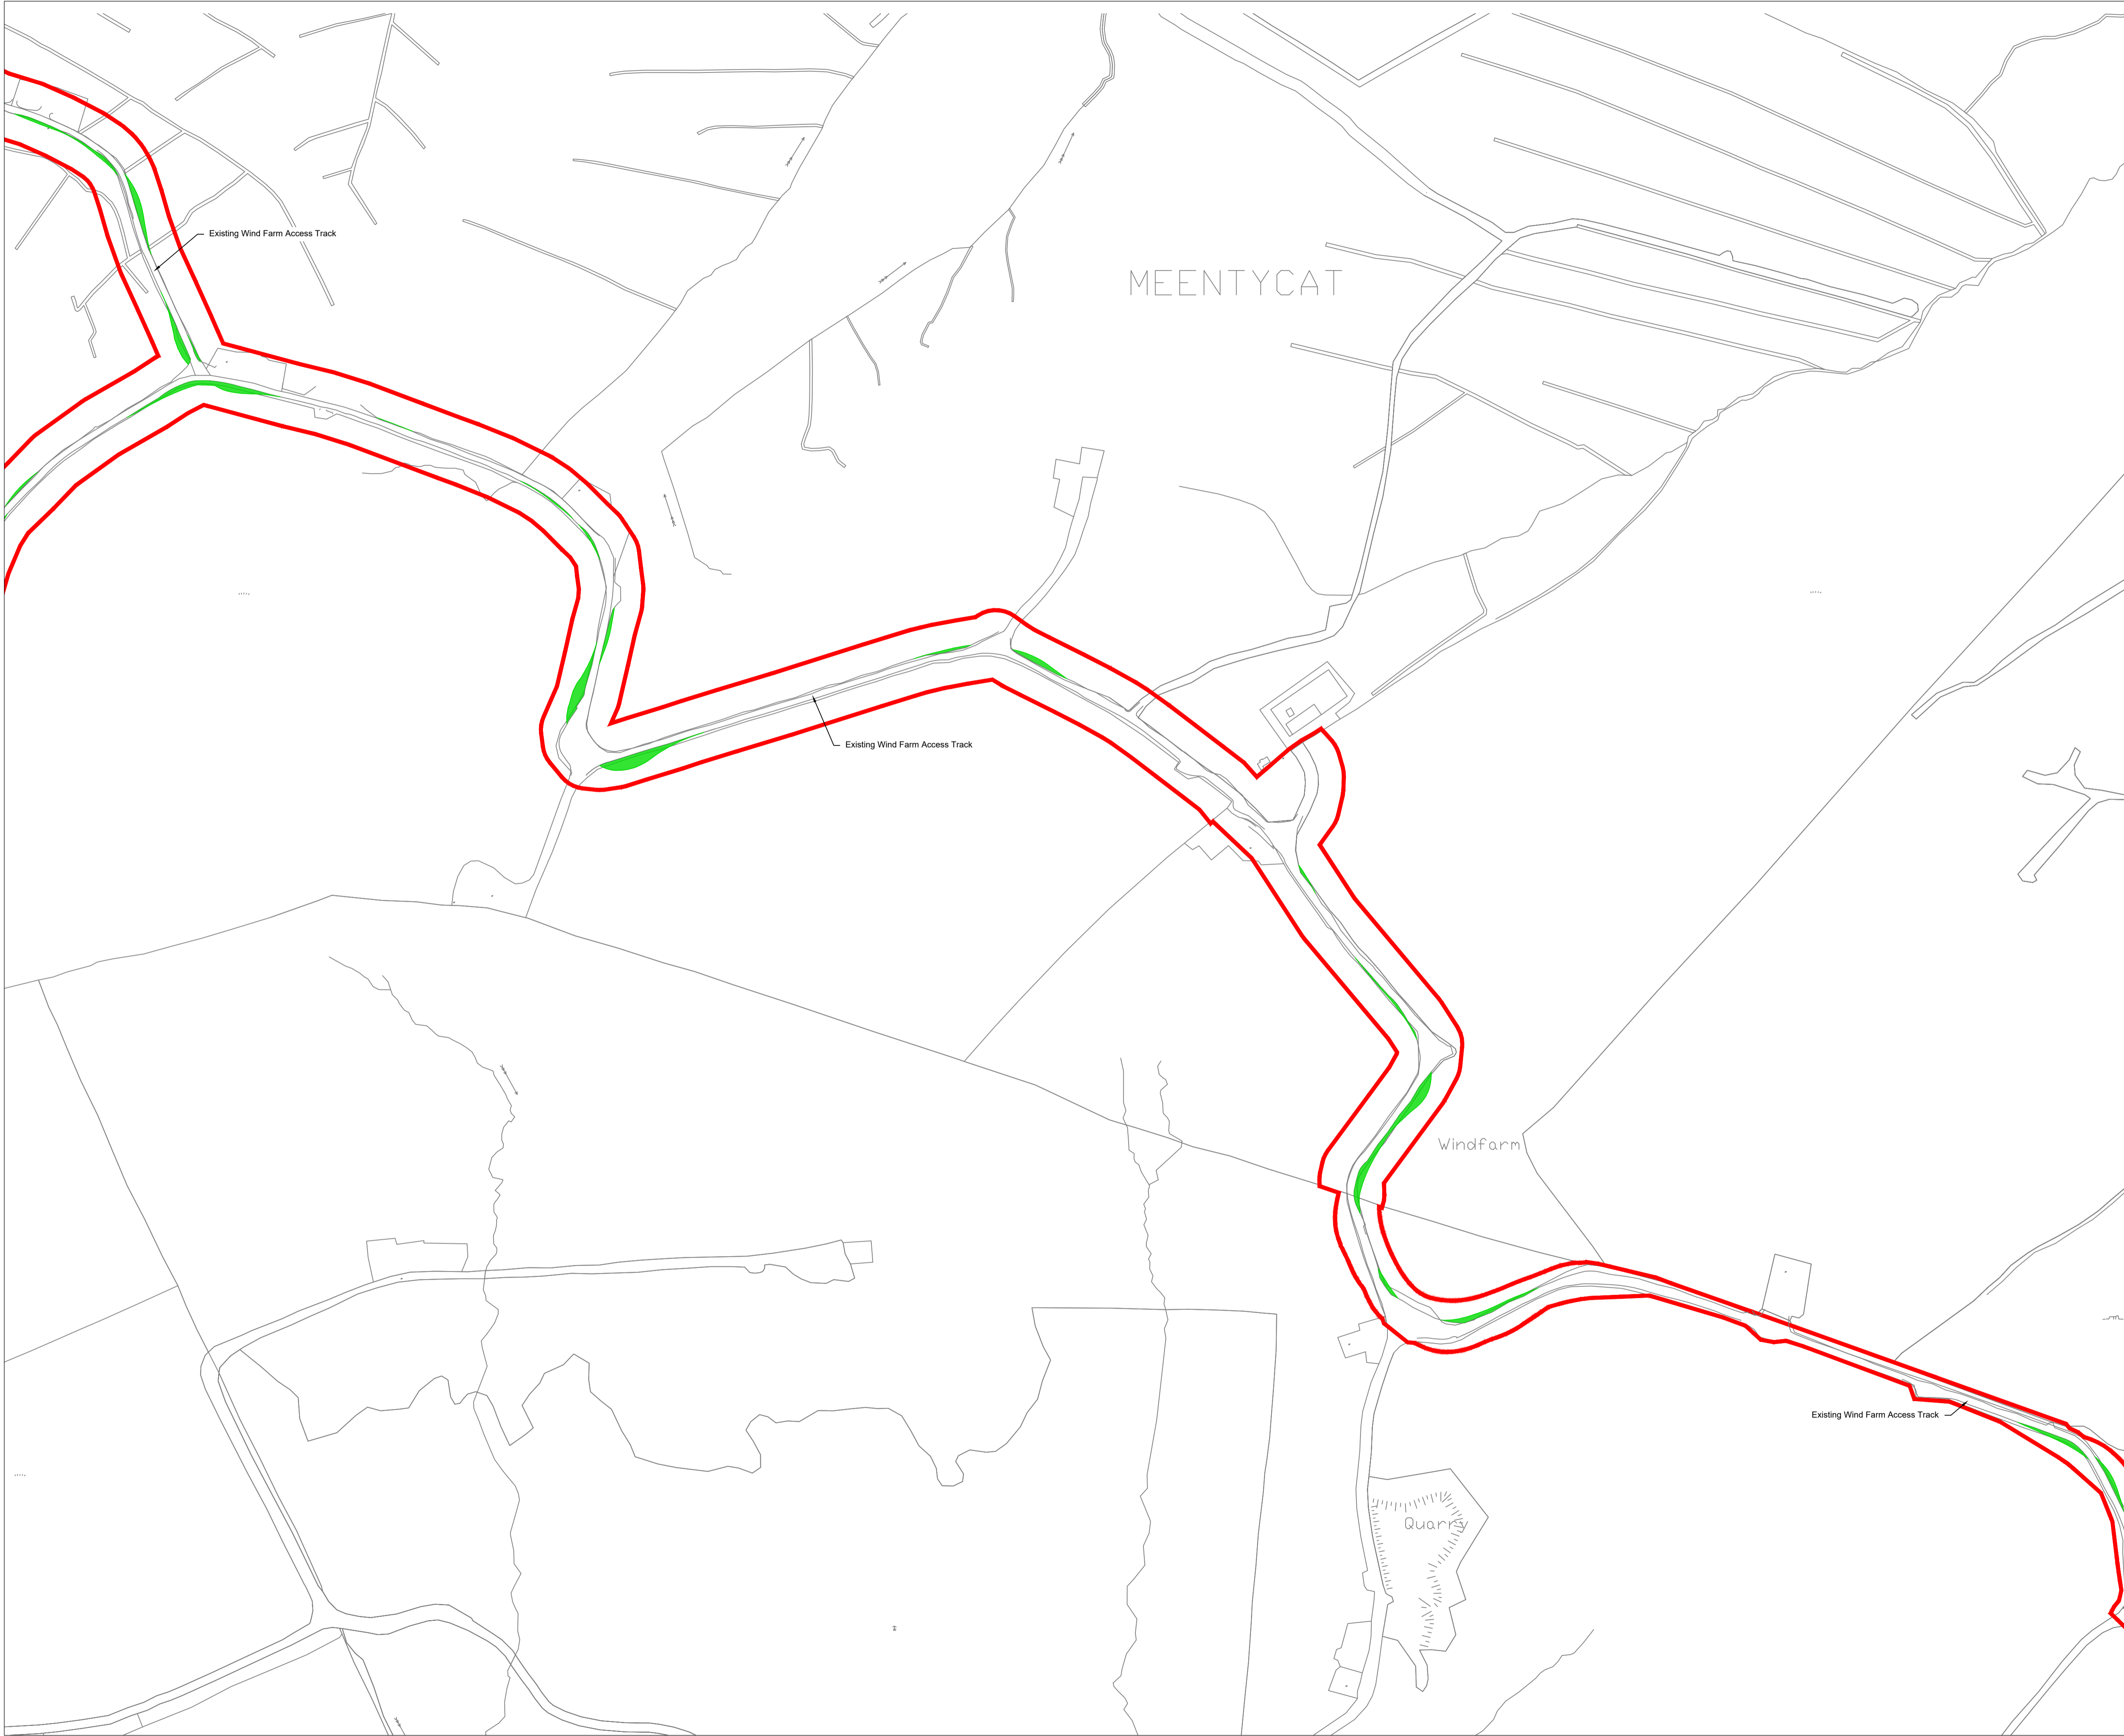 Existing Wind Farm Access Track
MEENTYCAT
Existing Wind Farm Access Track
Windfarm
Existing Wind Farm Access Track
Quarry